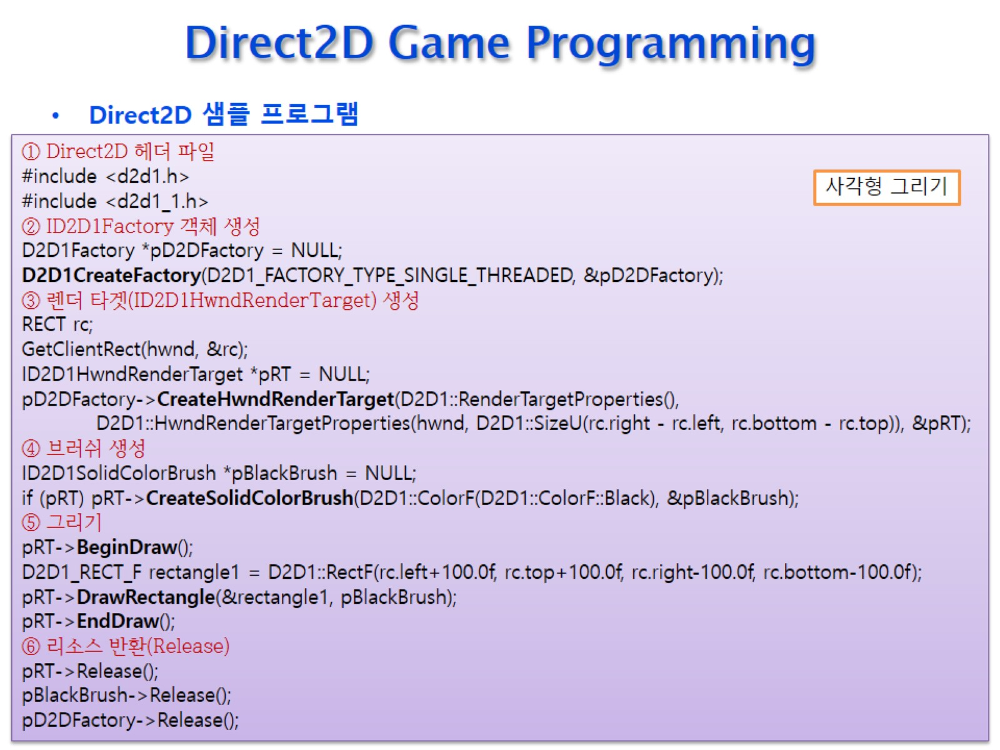 Direct2D Game Programming
• Direct2D 샘플 프로그램
① Direct2D 헤더 파일
#include <d2d1.h>
#include <d2d1_1.h>
사각형 그리기
② ID2D1Factory 객체 생성
D2D1Factory *pD2DFactory = NULL;
D2D1CreateFactory(D2D1_FACTORY_TYPE_SINGLE_THREADED, &pD2DFactory);
③ 렌더 타겟(ID2D1HwndRenderTarget) 생성
RECT rc;
GetClientRect(hwnd, &rc);
ID2D1HwndRenderTarget *pRT = NULL;
pD2DFactory->CreateHwndRenderTarget(D2D1::RenderTargetProperties(),
D2D1::HwndRenderTargetProperties(hwnd, D2D1::SizeU(rc.right - rc.left, rc.bottom - rc.top)), &pRT);
④ 브러쉬 생성
ID2D1SolidColorBrush *pBlackBrush = NULL;
if (pRT) pRT->CreateSolidColorBrush(D2D1::ColorF(D2D1::ColorF::Black), &pBlackBrush);
⑤ 그리기
pRT->BeginDraw();
D2D1_RECT_F rectangle1 = D2D1::RectF(rc.left+100.0f, rc.top+100.0f, rc.right-100.0f, rc.bottom-100.0f);
pRT->DrawRectangle(&rectangle1, pBlackBrush);
pRT->EndDraw();
⑥ 리소스 반환(Release)
pRT->Release();
pBlackBrush->Release();
pD2DFactory->Release();